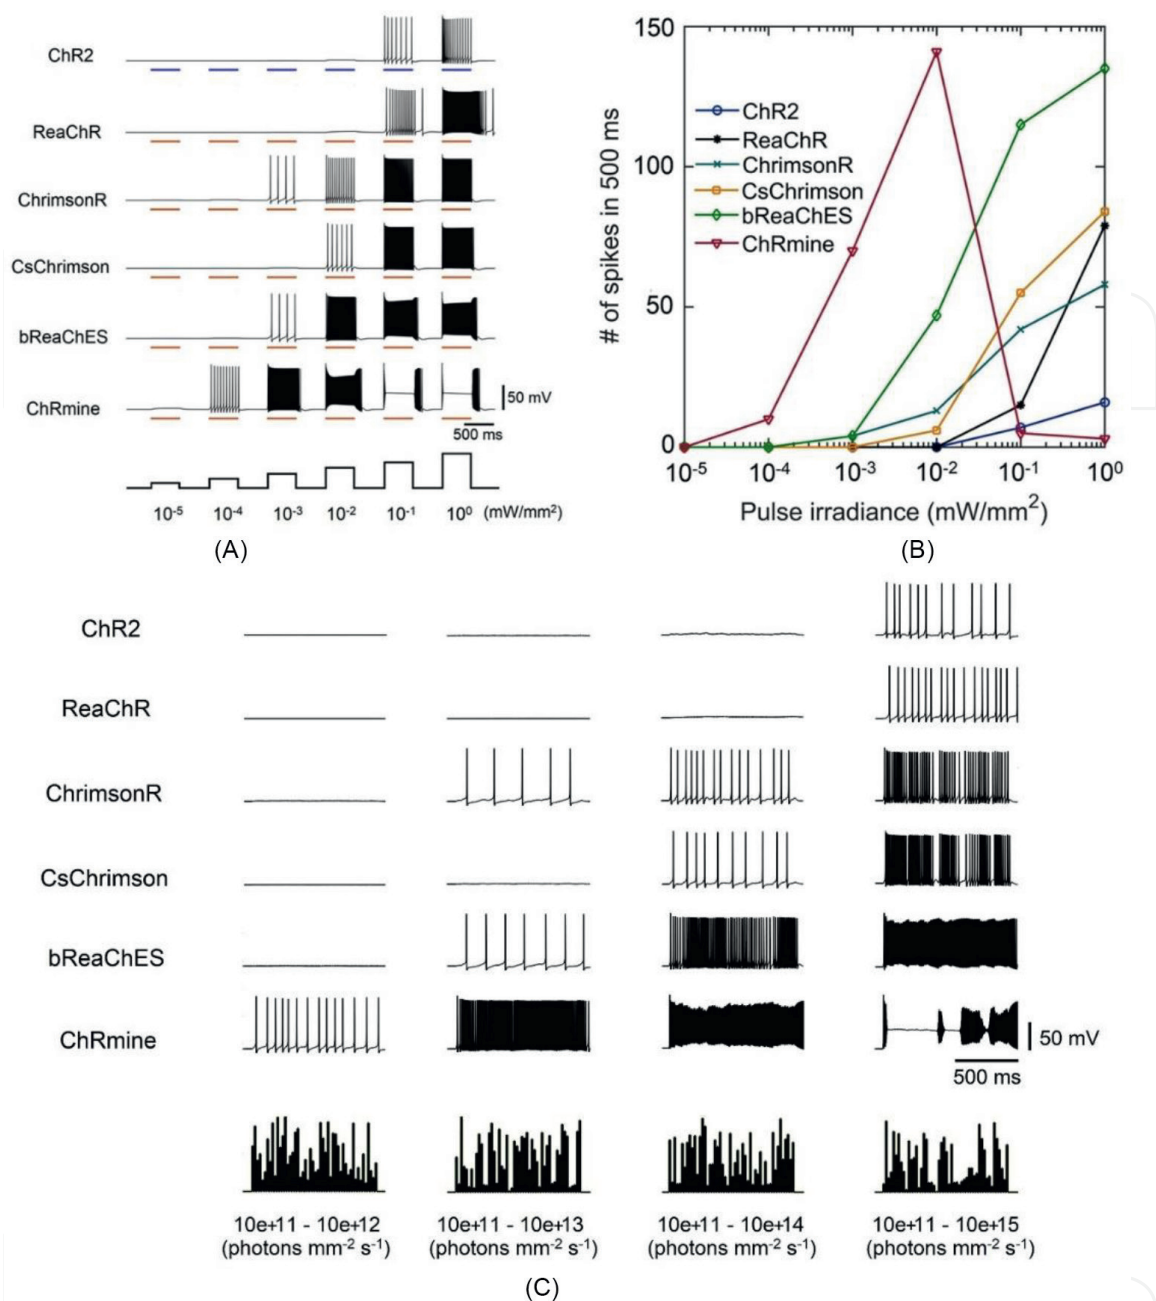 ChR2
ReaChR
ChrimsonR
CsChrimson
bReaChES
ChRmine
50 mV
500 ms
10-5 10-4 10-3 10-2 10-1 100 (mW/mm2)
(A)
150
100
50
0
# of spikes in 500 ms
ChR2
ReaChR
ChrimsonR
CsChrimson
bReaChES
ChRmine
10-5 10-4 10-3 10-2 10-1 100
Pulse irradiance (mW/mm2)
(B)
ChR2
ReaChR
ChrimsonR
CsChrimson
bReaChES
ChRmine
50 mV
500 ms
10e+11 - 10e+12 10e+11 - 10e+13 10e+11 - 10e+14 10e+11 - 10e+15
(photons mm-2 s-1) (photons mm-2 s-1) (photons mm-2 s-1) (photons mm-2 s-1)
(C)